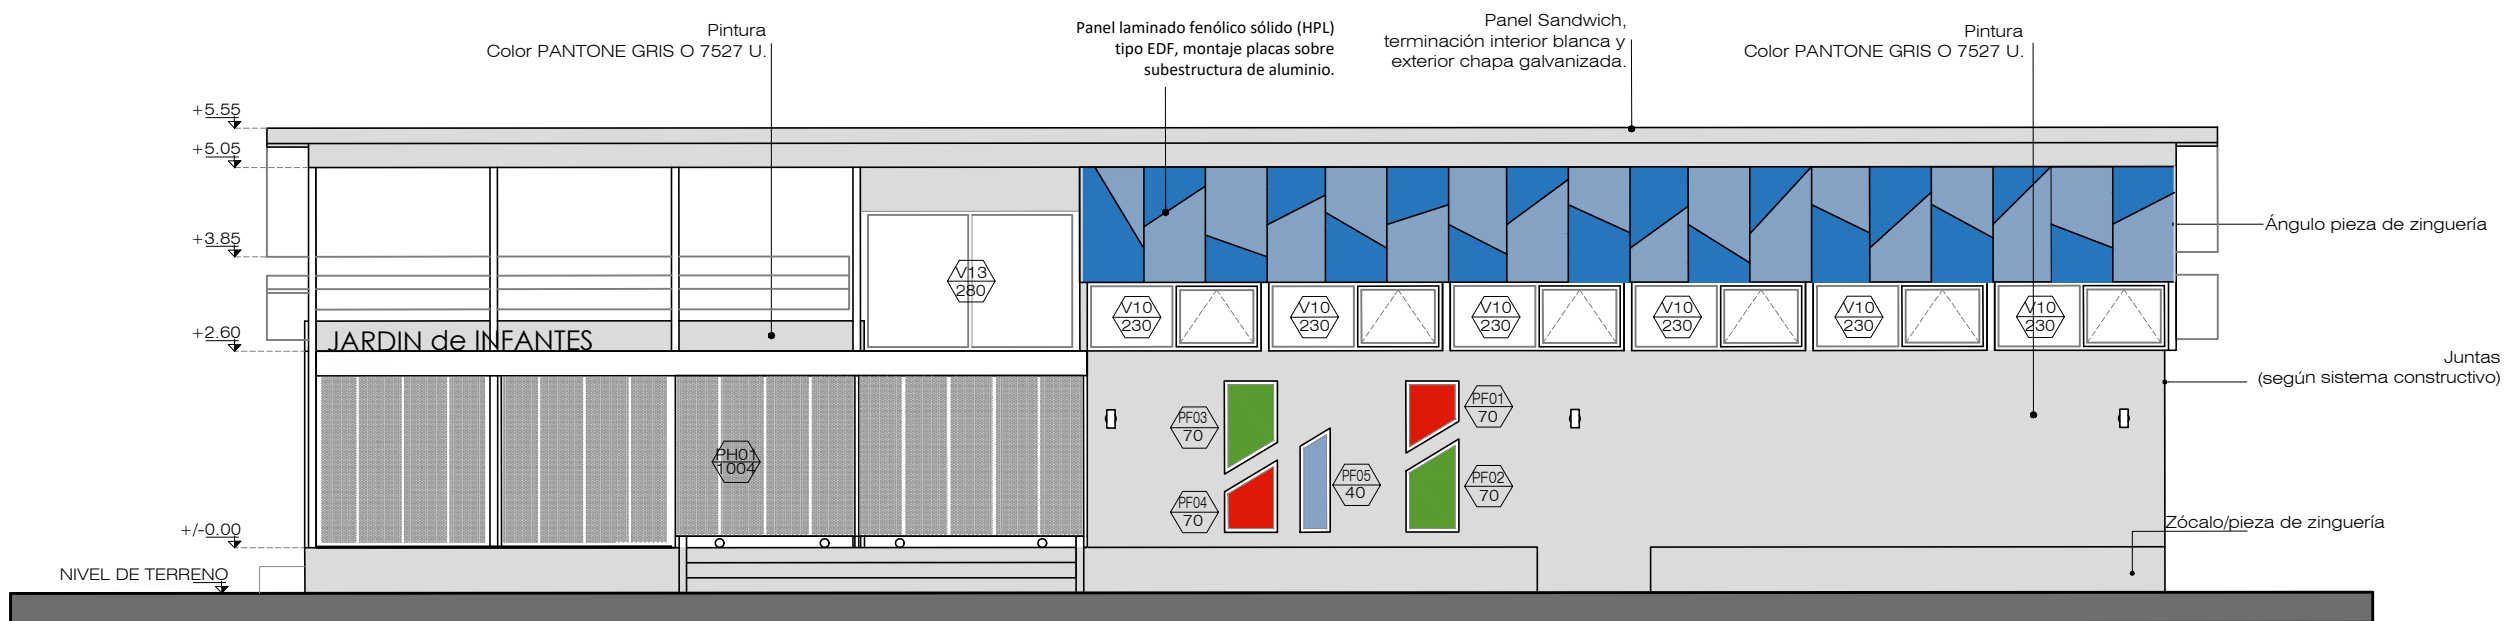 Pintura
Color PANTONE GRIS O 7527 U.
Panel laminado fenólico sólido (HPL)
tipo EDF, montaje placas sobre
subestructura de aluminio.
Panel Sandwich,
terminación interior blanca y
exterior chapa galvanizada.
Pintura
Color PANTONE GRIS O 7527 U.
+5.55
+5.05
+3.85
+2.60
+/-0.00
NIVEL DE TERRENO
Ángulo pieza de zinguería
V13
280
V10
230
V10
230
V10
230
V10
230
V10
230
V10
230
JARDIN de INFANTES
Juntas
(según sistema constructivo)
PF03
70
PF01
70
PH01
1004
PF05
40
PF02
70
PF04
70
Zócalo/pieza de zinguería